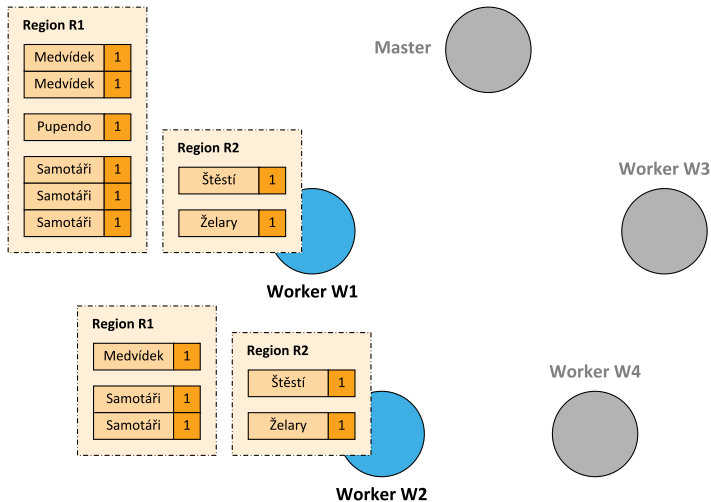 Region R1
Medvídek 1
Medvídek 1
Pupendo 1
Samotáři 1
Samotáři 1
Samotáři 1
Region R2
Štěstí 1
Želary 1
Worker W1
Master
Worker W3
Region R1
Medvídek 1
Samotáři 1
Samotáři 1
Region R2
Štěstí 1
Želary 1
Worker W2
Worker W4